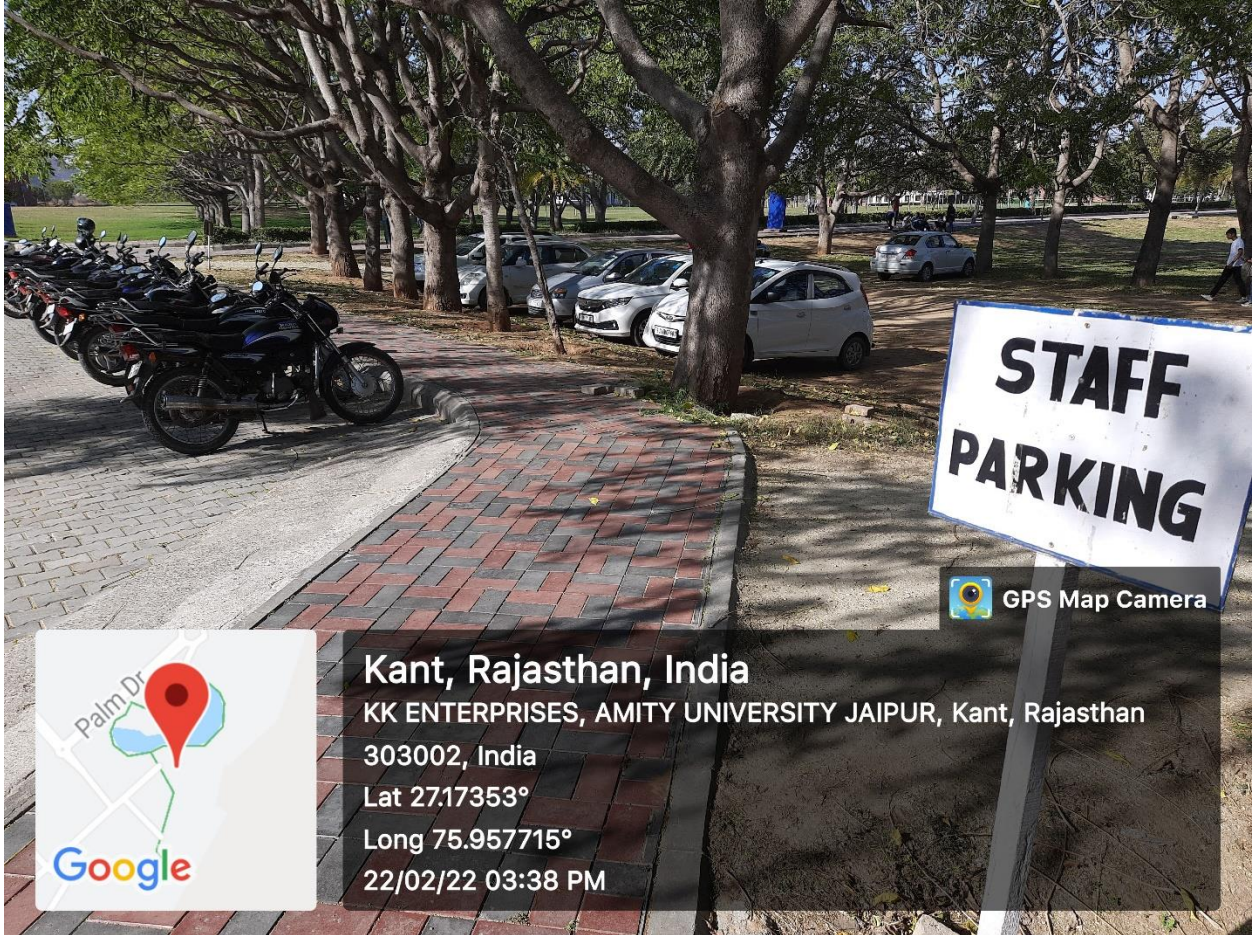 STAFF
PARKING
GPS Map Camera
Palm Dr
Google
Kant, Rajasthan, India
KK ENTERPRISES, AMITY UNIVERSITY JAIPUR, Kant, Rajasthan
303002, India
Lat 27.17353°
Long 75.957715°
22/02/22 03:38 PM